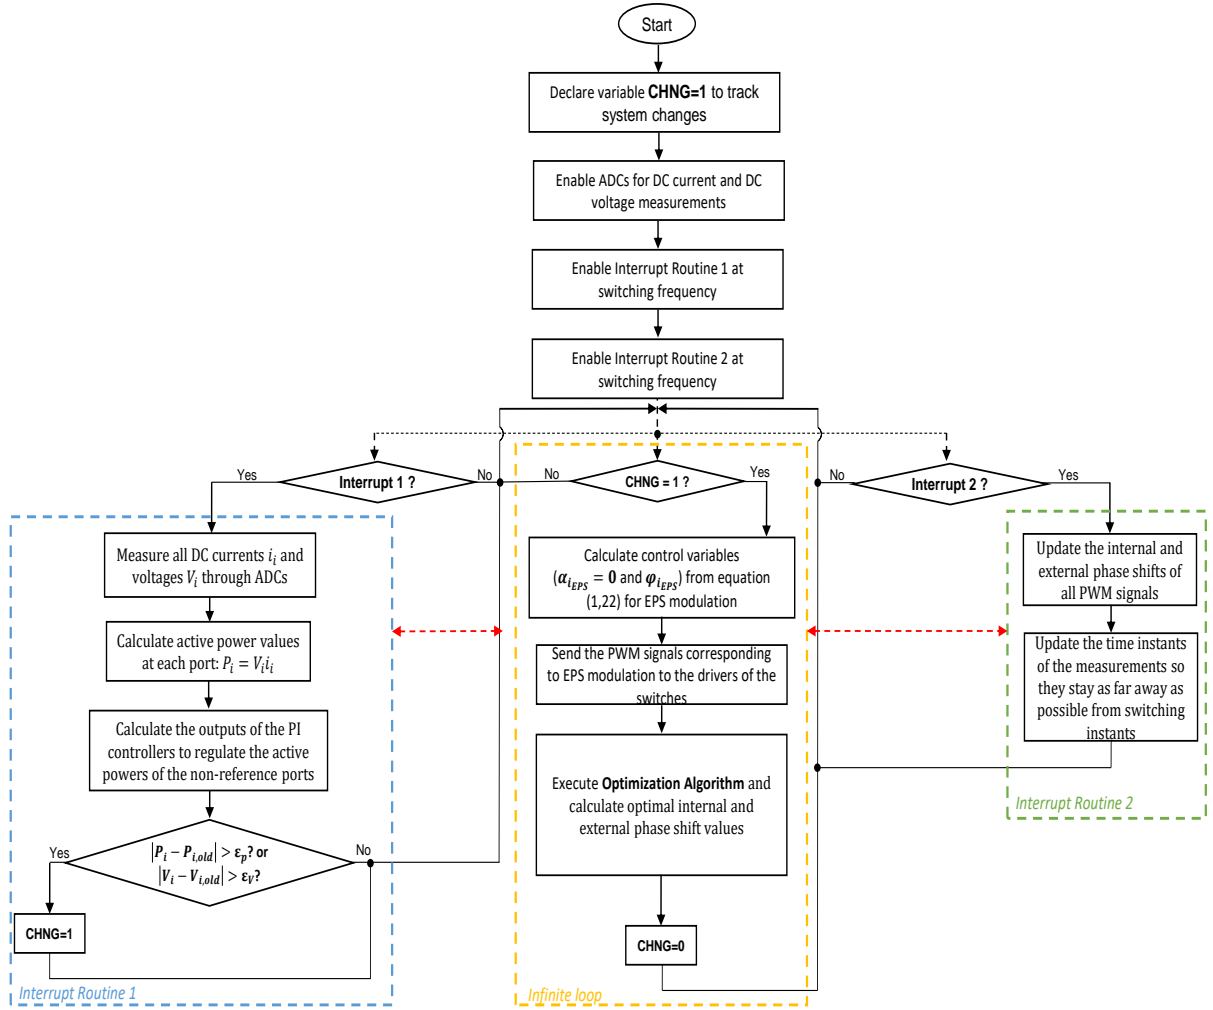 Start
Declare variable CHNG=1 to track
system changes
Enable ADCs for DC current and DC
voltage measurements
Enable Interrupt Routine 1 at
switching frequency
Enable Interrupt Routine 2 at
switching frequency
Yes
Interrupt 1 ?
No
No
CHNG = 1 ?
Yes
No
Interrupt 2 ?
Yes
Measure all DC currents i_i and
voltages V_i through ADCs
Calculate active power values
at each port: P_i = V_i i_i
Calculate the outputs of the PI
controllers to regulate the active
powers of the non-reference ports
Yes
|P_i − P_{i,old}| > ε_p? or
|V_i − V_{i,old}| > ε_V?
No
CHNG=1
Interrupt Routine 1
Calculate control variables
(α_{i_{EPS}} = 0 and φ_{i_{EPS}}) from equation
(1,22) for EPS modulation
Send the PWM signals corresponding
to EPS modulation to the drivers of the
switches
Execute Optimization Algorithm and
calculate optimal internal and
external phase shift values
CHNG=0
Infinite loop
Update the internal and
external phase shifts of
all PWM signals
Update the time instants
of the measurements so
they stay as far away as
possible from switching
instants
Interrupt Routine 2